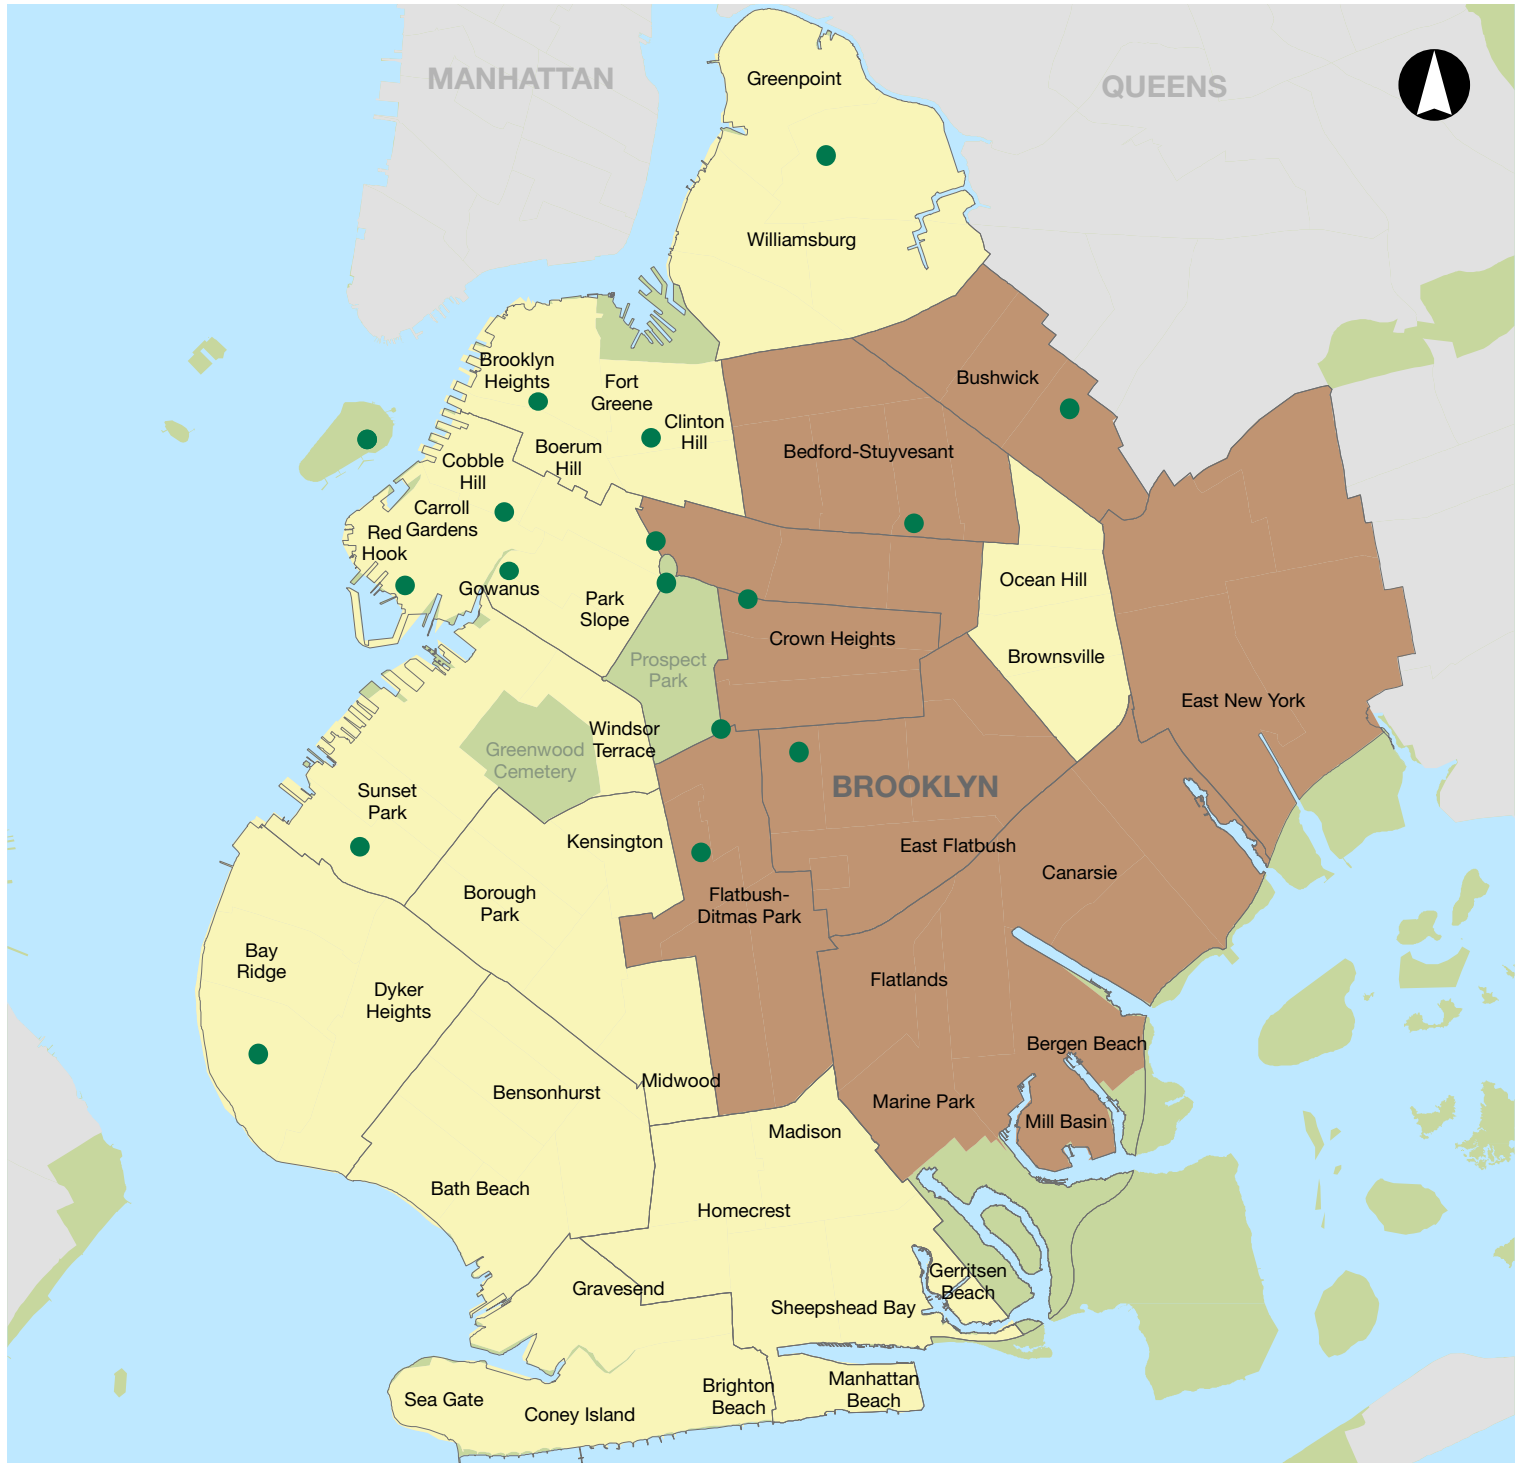 MANHATTAN
QUEENS
Greenpoint
Williamsburg
Brooklyn
Heights
Fort
Greene
Clinton
Hill
Boerum
Hill
Cobble
Hill
Carroll
Gardens
Red
Hook
Gowanus
Park
Slope
Bushwick
Bedford-Stuyvesant
Ocean Hill
Crown Heights
Brownsville
Prospect
Park
East New York
Windsor
Terrace
Greenwood
Cemetery
BROOKLYN
Sunset
Park
Kensington
East Flatbush
Canarsie
Borough
Park
Flatbush-
Ditmas Park
Bay
Ridge
Dyker
Heights
Flatlands
Bergen Beach
Midwood
Bensonhurst
Marine Park
Mill Basin
Madison
Bath Beach
Homecrest
Gerritsen
Beach
Gravesend
Sheepshead Bay
Sea Gate
Coney Island
Brighton
Beach
Manhattan
Beach